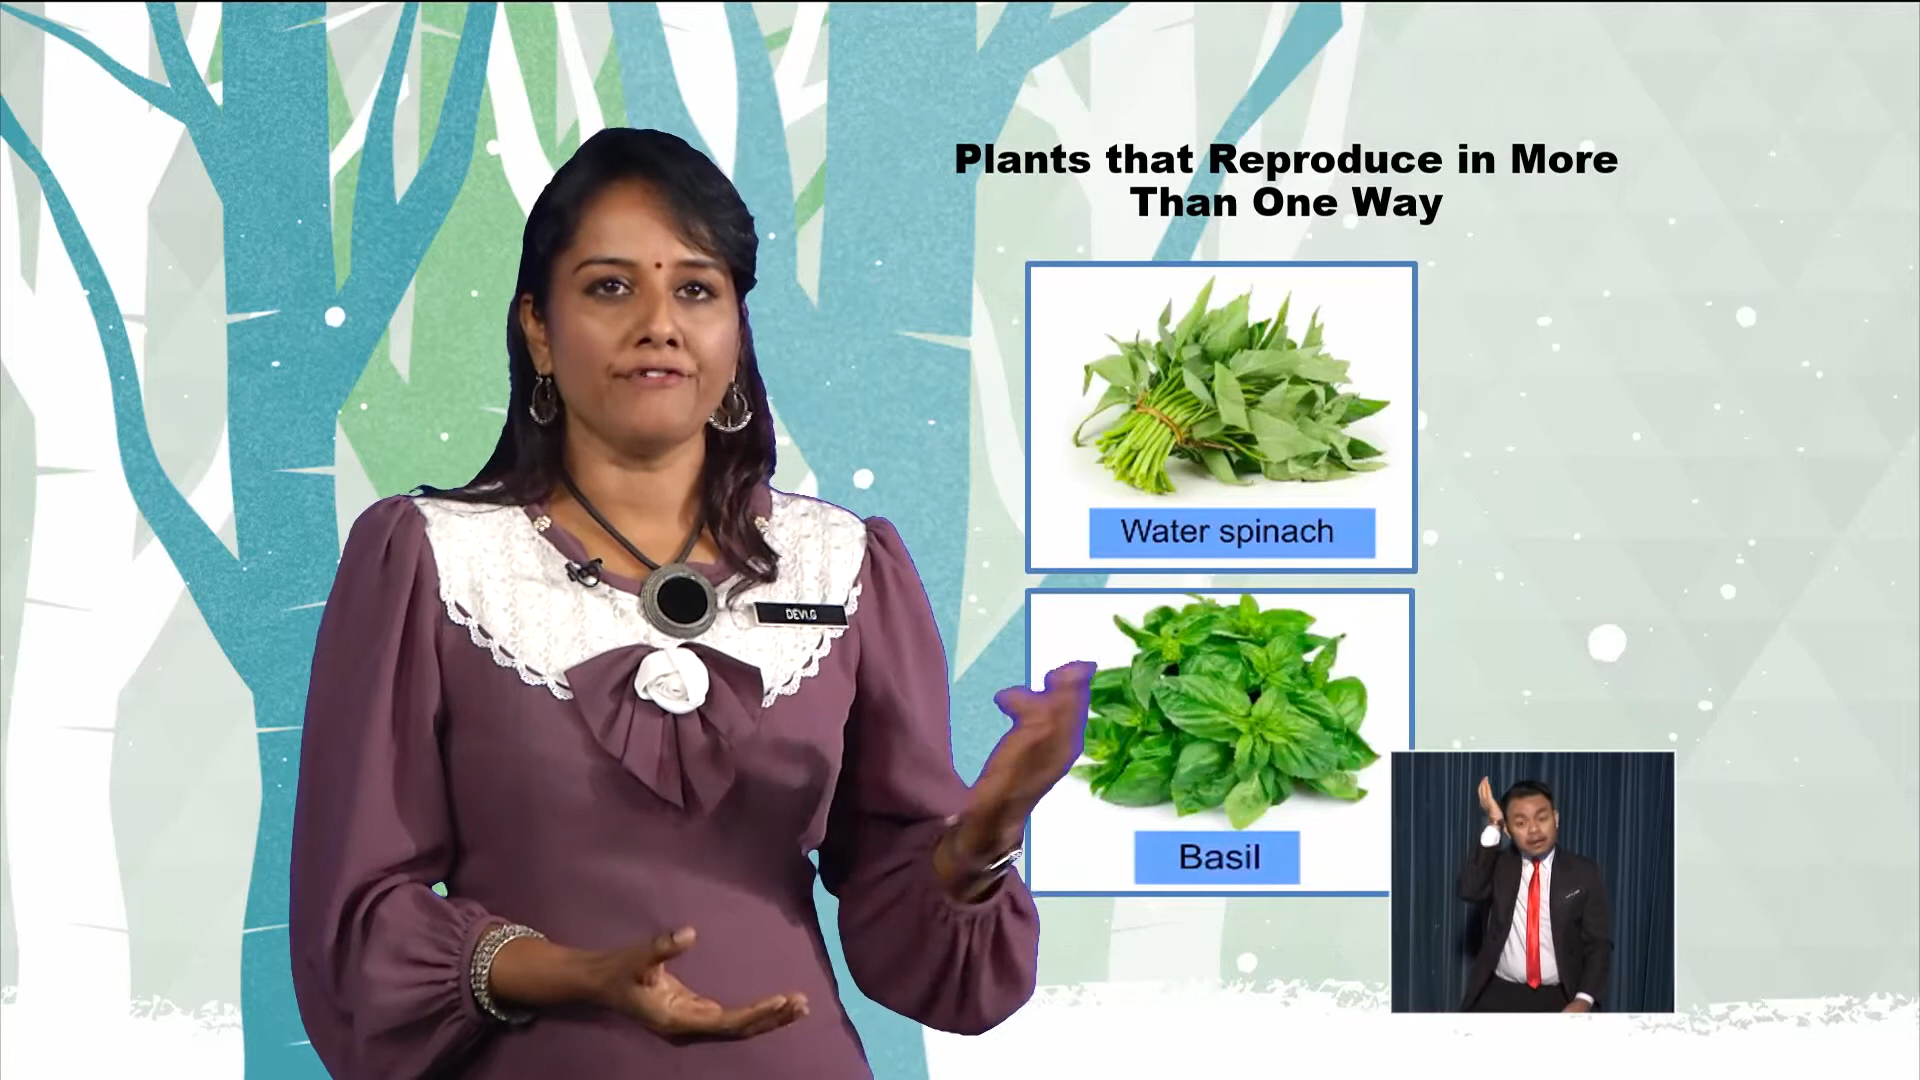 Plants that Reproduce in More
Than One Way
Water spinach
DEVI.G
Basil